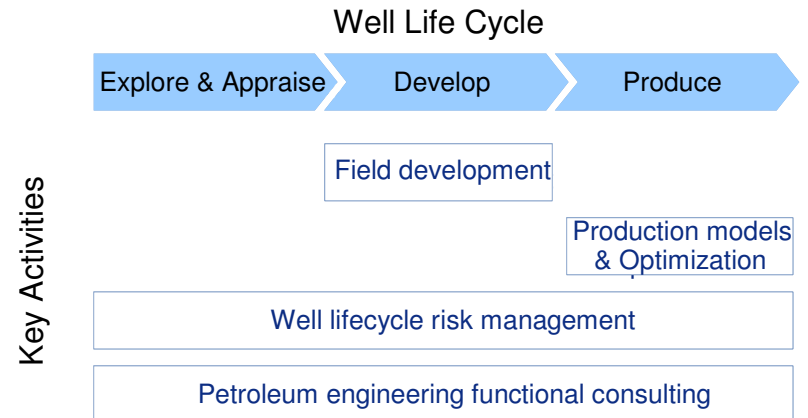 Well Life Cycle
Explore & Appraise
Develop
Produce
Key Activities
Field development
Production models
& Optimization
Well lifecycle risk management
Petroleum engineering functional consulting